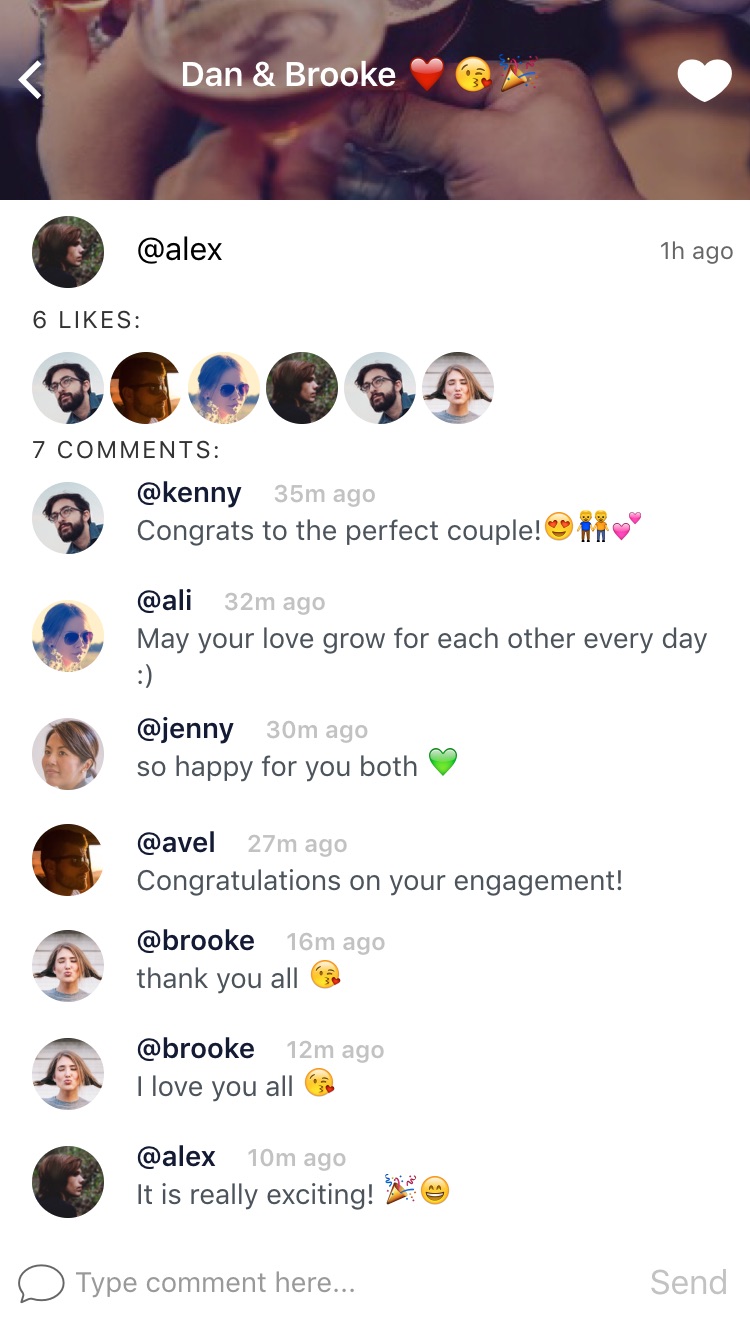 Dan & Brooke ❤️😘🎉
@alex 1h ago
6 LIKES:
7 COMMENTS:
@kenny 35m ago
Congrats to the perfect couple!😍👬💕
@ali 32m ago
May your love grow for each other every day
:)
@jenny 30m ago
so happy for you both 💚
@avel 27m ago
Congratulations on your engagement!
@brooke 16m ago
thank you all 😘
@brooke 12m ago
I love you all 😘
@alex 10m ago
It is really exciting! 🎉😄
Type comment here... Send